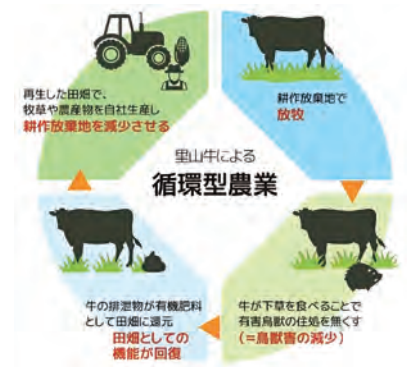 里山牛による
循環型農業
耕作放棄地で
放牧
牛が下草を食べることで
有害鳥獣の住処を無くす
(=鳥獣害の減少)
牛の排泄物が有機肥料
として田畑に還元
田畑としての
機能が回復
再生した田畑で、
牧草や農産物を自社生産し
耕作放棄地を減少させる